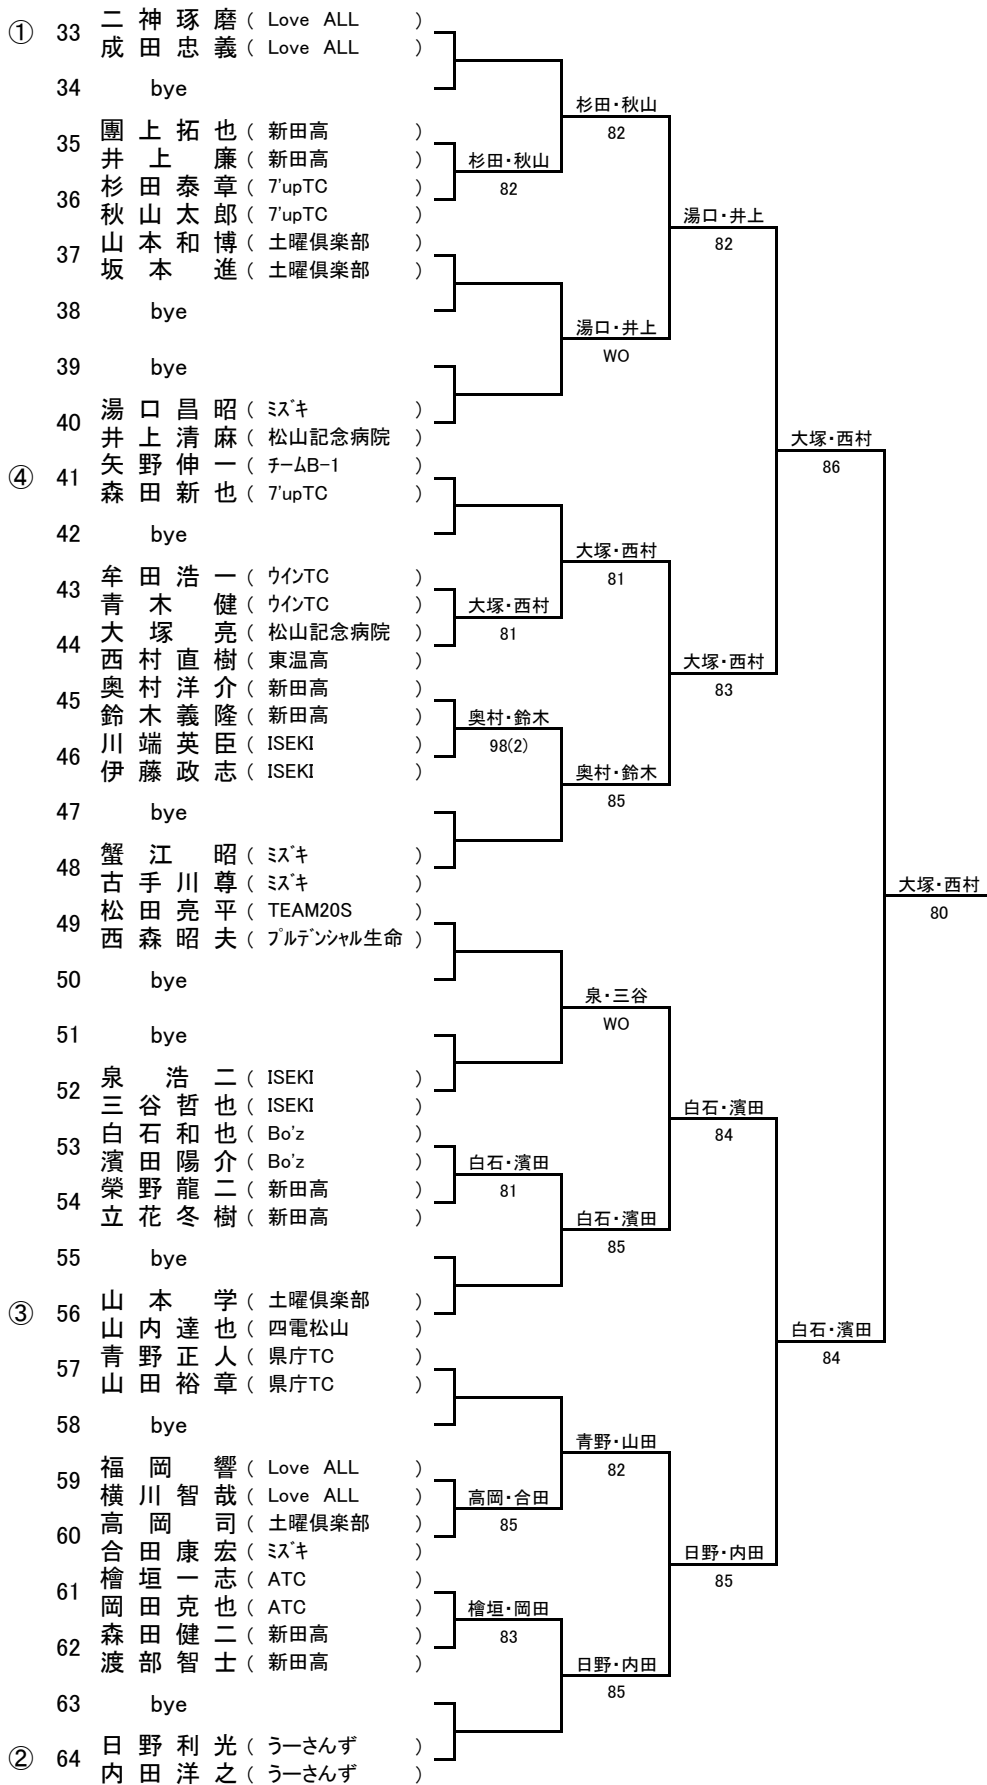 ① 33 二神琢磨 ( Love ALL )
成田忠義 ( Love ALL )
34 bye
杉田・秋山
82
35 團上拓也 ( 新田高 )
井上 廉 ( 新田高 )
杉田・秋山
82
36 杉田泰章 ( 7'upTC )
秋山太郎 ( 7'upTC )
湯口・井上
82
37 山本和博 ( 土曜倶楽部 )
坂本 進 ( 土曜倶楽部 )
38 bye
湯口・井上
WO
39 bye
40 湯口昌昭 ( ミズキ )
井上清麻 ( 松山記念病院 )
大塚・西村
86
④ 41 矢野伸一 ( チームB-1 )
森田新也 ( 7'upTC )
42 bye
大塚・西村
81
43 牟田浩一 ( ウインTC )
青木 健 ( ウインTC )
大塚・西村
81
44 大塚 亮 ( 松山記念病院 )
西村直樹 ( 東温高 )
大塚・西村
83
45 奥村洋介 ( 新田高 )
鈴木義隆 ( 新田高 )
奥村・鈴木
98(2)
46 川端英臣 ( ISEKI )
伊藤政志 ( ISEKI )
奥村・鈴木
85
47 bye
48 蟹江 昭 ( ミズキ )
古手川尊 ( ミズキ )
大塚・西村
80
49 松田亮平 ( TEAM20S )
西森昭夫 ( プルデンシャル生命 )
50 bye
泉・三谷
WO
51 bye
52 泉 浩二 ( ISEKI )
三谷哲也 ( ISEKI )
白石・濱田
84
53 白石和也 ( Bo'z )
濱田陽介 ( Bo'z )
白石・濱田
81
54 榮野龍二 ( 新田高 )
立花冬樹 ( 新田高 )
白石・濱田
85
55 bye
③ 56 山本 学 ( 土曜倶楽部 )
山内達也 ( 四電松山 )
白石・濱田
84
57 青野正人 ( 県庁TC )
山田裕章 ( 県庁TC )
58 bye
青野・山田
82
59 福岡 響 ( Love ALL )
横川智哉 ( Love ALL )
高岡・合田
85
60 高岡 司 ( 土曜倶楽部 )
合田康宏 ( ミズキ )
日野・内田
85
61 檜垣一志 ( ATC )
岡田克也 ( ATC )
檜垣・岡田
83
62 森田健二 ( 新田高 )
渡部智士 ( 新田高 )
日野・内田
85
63 bye
② 64 日野利光 ( うーさんず )
内田洋之 ( うーさんず )